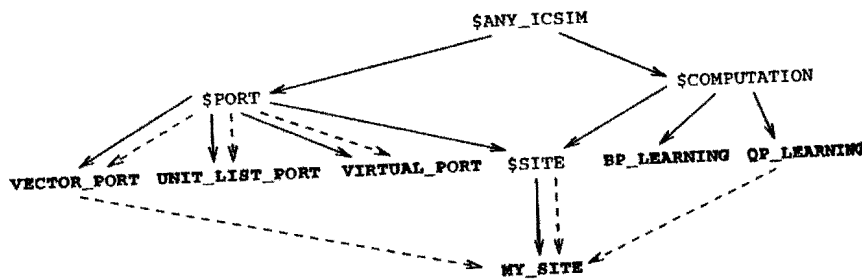 $ANY_ICSIM
$COMPUTATION
$PORT
VECTOR_PORT UNIT_LIST_PORT VIRTUAL_PORT $SITE BP_LEARNING QP_LEARNING
MY_SITE